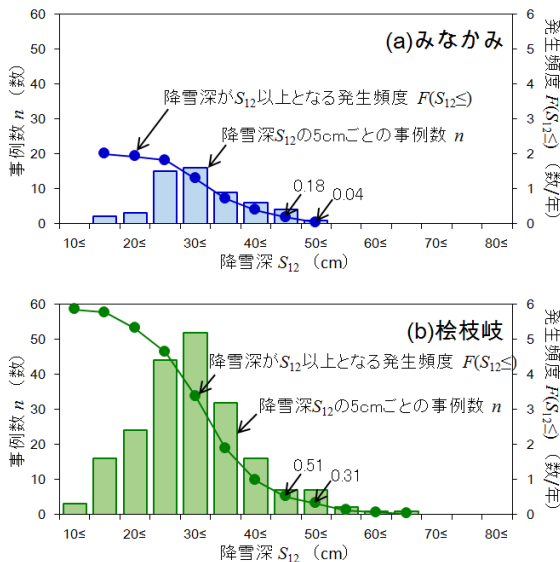 (a)みなかみ
60
50
40
30
20
10
0
事例数 n （数）
6
5
4
3
2
1
0
発生頻度 F(S12≤) （数/年）
降雪深がS12以上となる発生頻度 F(S12≤)
降雪深S12の5cmごとの事例数 n
0.18
0.04
10≤ 20≤ 30≤ 40≤ 50≤ 60≤ 70≤ 80≤
降雪深 S12 （cm）
(b)桧枝岐
60
50
40
30
20
10
0
事例数 n （数）
6
5
4
3
2
1
0
発生頻度 F(S12≤) （数/年）
降雪深がS12以上となる発生頻度 F(S12≤)
降雪深S12の5cmごとの事例数 n
0.51
0.31
10≤ 20≤ 30≤ 40≤ 50≤ 60≤ 70≤ 80≤
降雪深 S12 （cm）